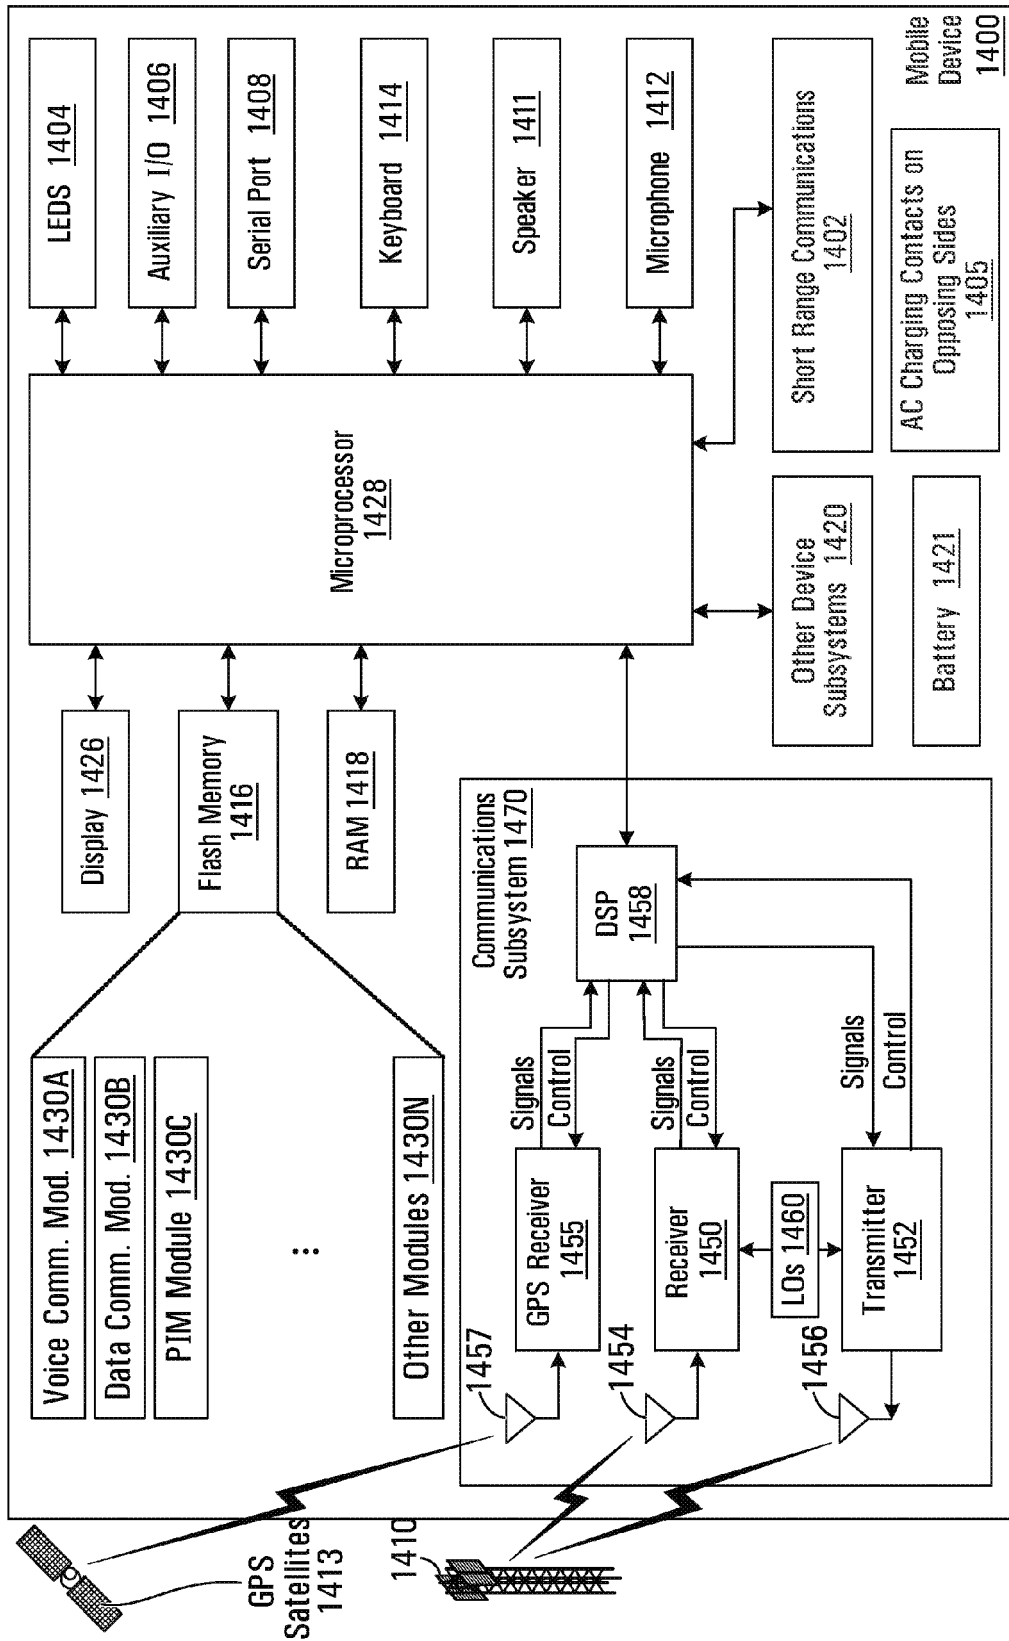 LEDS 1404
Auxiliary I/O 1406
Serial Port 1408
Keyboard 1414
Speaker 1411
Microphone 1412
Short Range Communications
1402
Mobile
Device
1400
AC Charging Contacts on
Opposing Sides
1405
Microprocessor
1428
Other Device
Subsystems 1420
Battery 1421
Display 1426
Flash Memory
1416
RAM 1418
Communications
Subsystem 1470
DSP
1458
Voice Comm. Mod. 1430A
Data Comm. Mod. 1430B
PIM Module 1430C
...
Other Modules 1430N
Signals
Control
Signals
Control
Signals
Control
GPS Receiver
1455
Receiver
1450
LOs 1460
Transmitter
1452
1457
1454
1456
GPS
Satellites
1413
1410